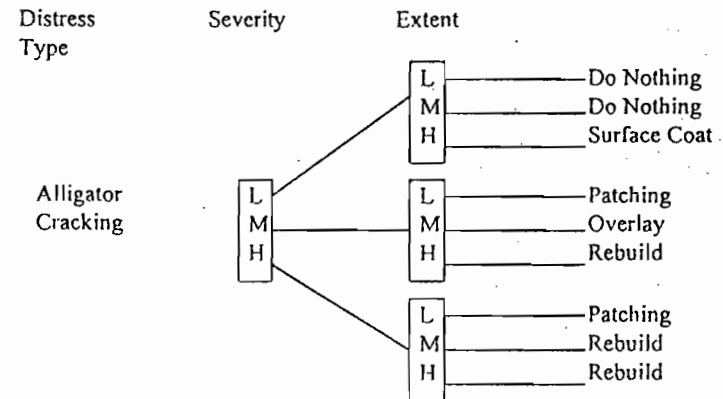 Distress Severity Extent
Type
L Do Nothing
M Do Nothing
H Surface Coat
Alligator L L Patching
Cracking M M Overlay
H H Rebuild
L Patching
M Rebuild
H Rebuild